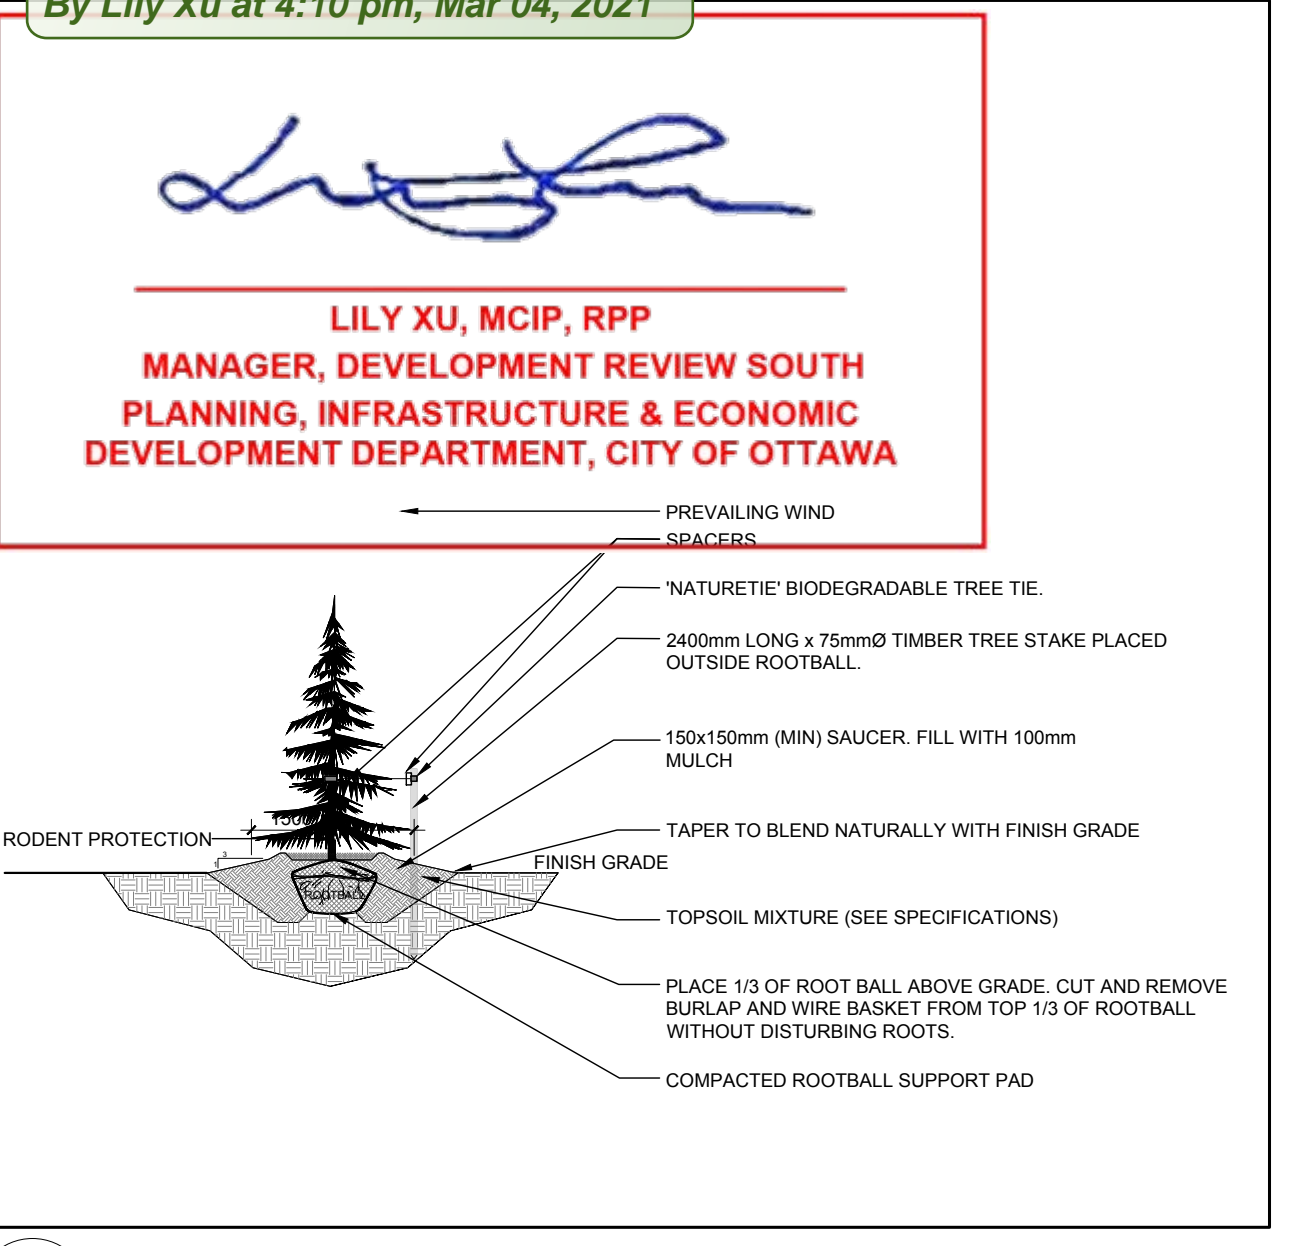 By Lily Xu at 4:10 pm, Mar 04, 2021
LILY XU, MCIP, RPP
MANAGER, DEVELOPMENT REVIEW SOUTH
PLANNING, INFRASTRUCTURE & ECONOMIC
DEVELOPMENT DEPARTMENT, CITY OF OTTAWA
PREVAILING WIND
SPACERS
'NATURETIE' BIODEGRADABLE TREE TIE.
2400mm LONG x 75mmØ TIMBER TREE STAKE PLACED
OUTSIDE ROOTBALL.
150x150mm (MIN) SAUCER. FILL WITH 100mm
MULCH
1500
RODENT PROTECTION
TAPER TO BLEND NATURALLY WITH FINISH GRADE
3
1
FINISH GRADE
ROOTBALL
TOPSOIL MIXTURE (SEE SPECIFICATIONS)
PLACE 1/3 OF ROOT BALL ABOVE GRADE. CUT AND REMOVE
BURLAP AND WIRE BASKET FROM TOP 1/3 OF ROOTBALL
WITHOUT DISTURBING ROOTS.
COMPACTED ROOTBALL SUPPORT PAD